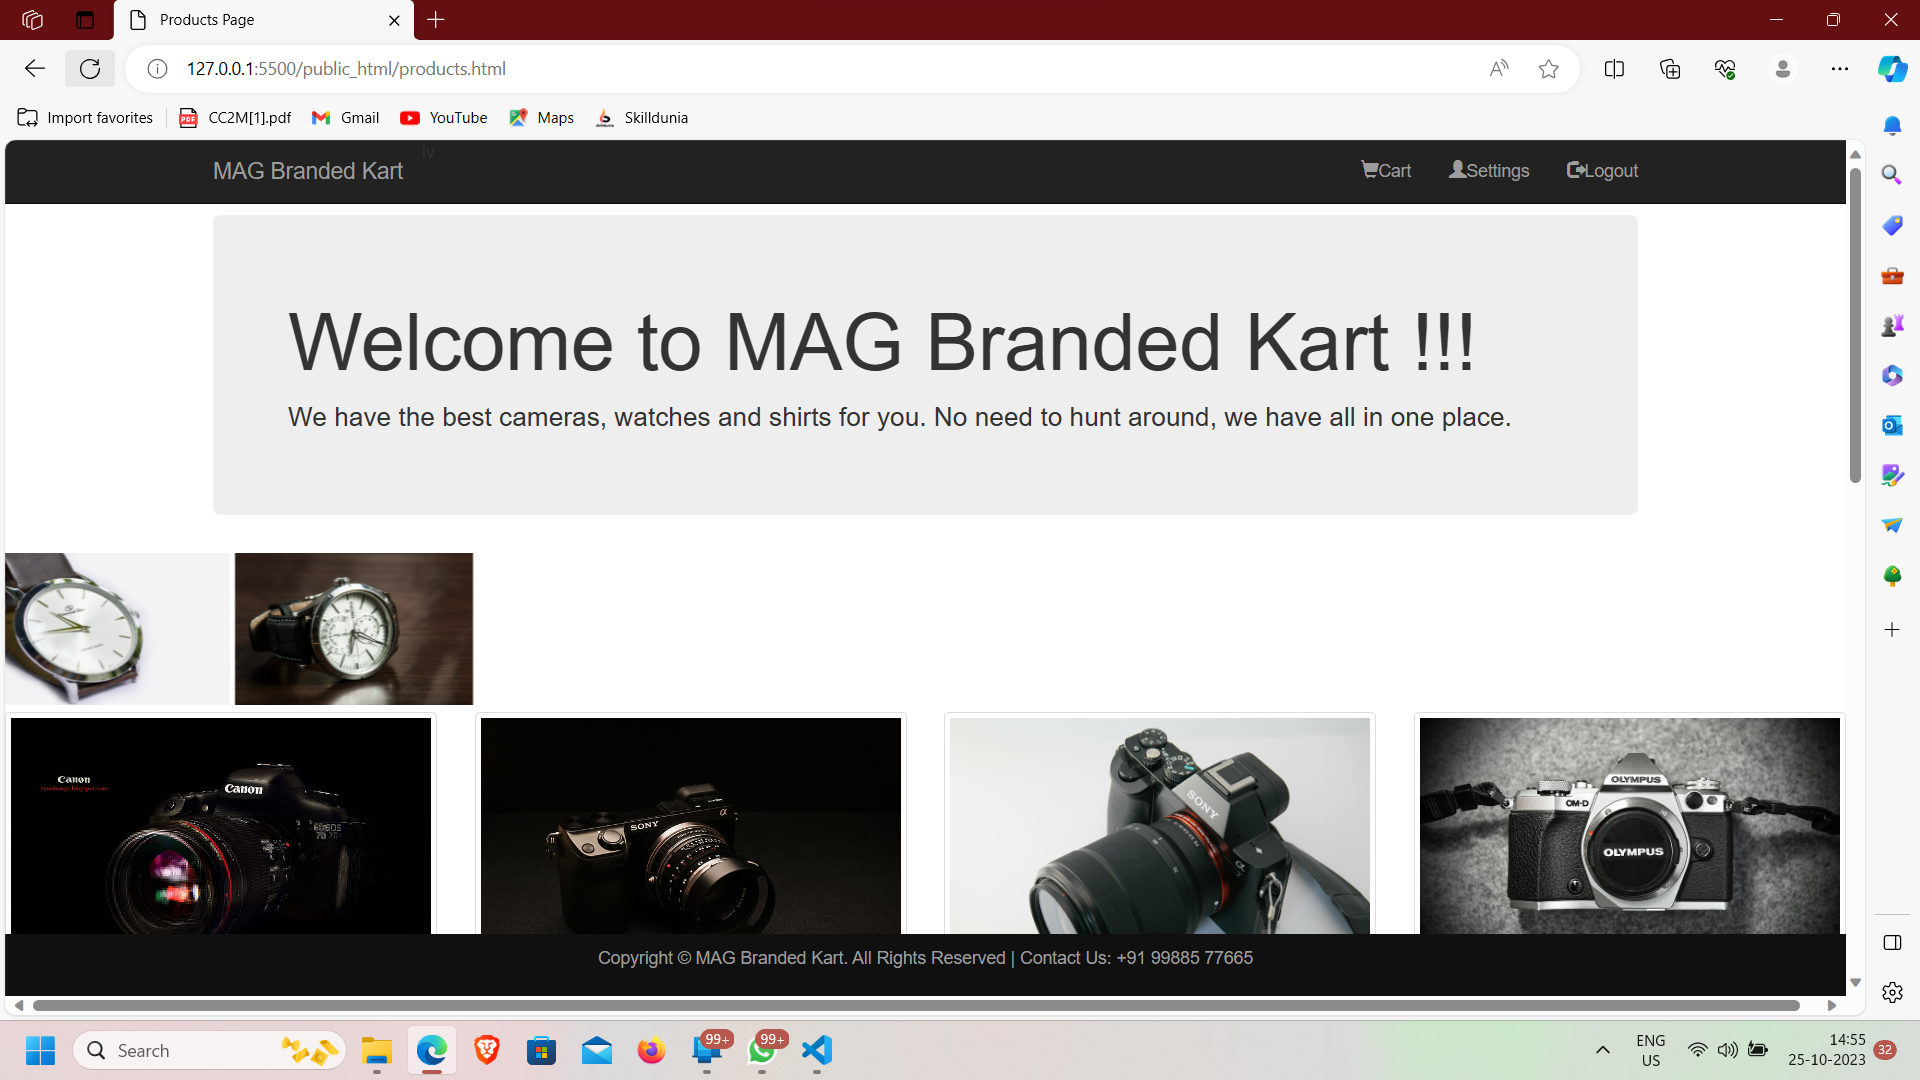 Products Page
127.0.0.1:5500/public_html/products.html
Import favorites
CC2M[1].pdf
Gmail
YouTube
Maps
Skilldunia
iv
MAG Branded Kart
Cart
Settings
Logout
Welcome to MAG Branded Kart !!!
We have the best cameras, watches and shirts for you. No need to hunt around, we have all in one place.
Canon
Canon
SONY
α
SONY
OLYMPUS
OM-D
OLYMPUS
Copyright © MAG Branded Kart. All Rights Reserved | Contact Us: +91 99885 77665
Search
99+
99+
ENG
US
14:55
25-10-2023
32